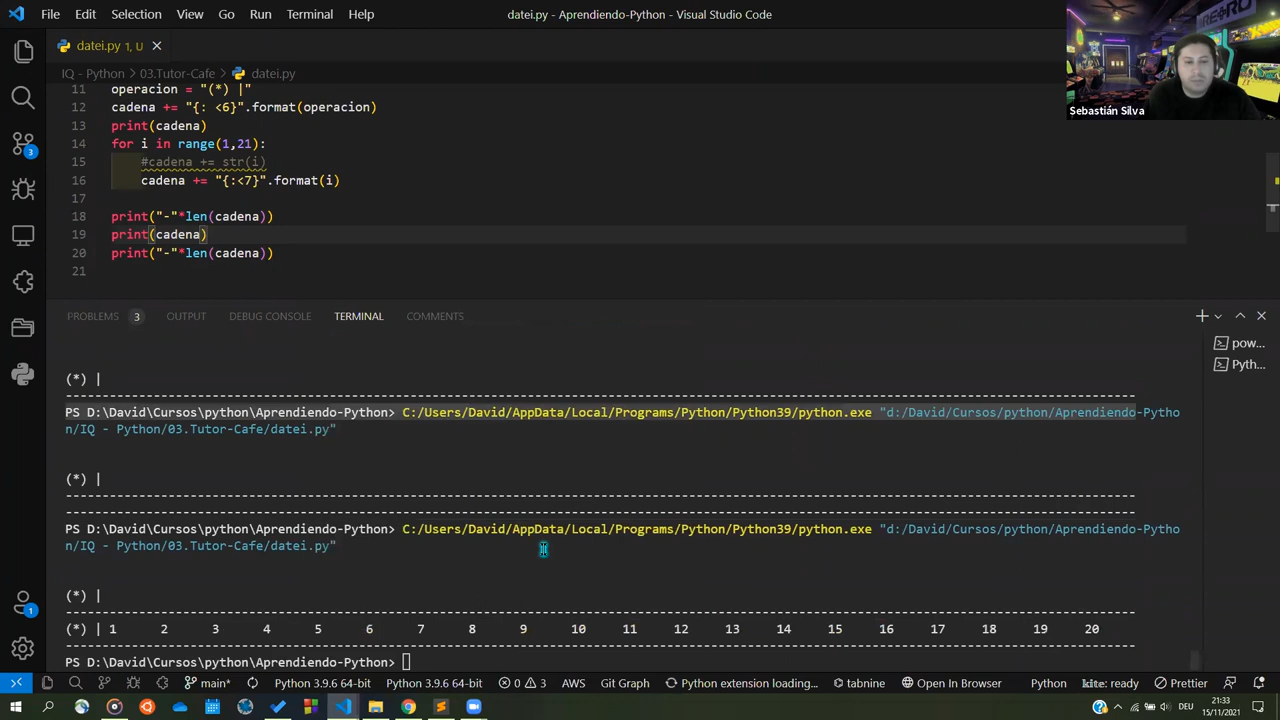 File Edit Selection View Go Run Terminal Help
datei.py - Aprendiendo-Python - Visual Studio Code
datei.py 1, U
IQ - Python > 03.Tutor-Cafe > datei.py
Sebastián Silva
11 operacion = "(*) |"
12 cadena += "{: <6}".format(operacion)
13 print(cadena)
14 for i in range(1,21):
15 #cadena += str(i)
16 cadena += "{:<7}".format(i)
17
18 print("-"*len(cadena))
19 print(cadena)
20 print("-"*len(cadena))
21
3
PROBLEMS 3 OUTPUT DEBUG CONSOLE TERMINAL COMMENTS
pow...
Pyth...
(*) |
-----------------------------------------------------------------------------------------------------------------------------
PS D:\David\Cursos\python\Aprendiendo-Python> C:/Users/David/AppData/Local/Programs/Python/Python39/python.exe "d:/David/Cursos/python/Aprendiendo-Pytho
n/IQ - Python/03.Tutor-Cafe/datei.py"
(*) |
-----------------------------------------------------------------------------------------------------------------------------
-----------------------------------------------------------------------------------------------------------------------------
PS D:\David\Cursos\python\Aprendiendo-Python> C:/Users/David/AppData/Local/Programs/Python/Python39/python.exe "d:/David/Cursos/python/Aprendiendo-Pytho
n/IQ - Python/03.Tutor-Cafe/datei.py"
(*) |
-----------------------------------------------------------------------------------------------------------------------------
(*) | 1 2 3 4 5 6 7 8 9 10 11 12 13 14 15 16 17 18 19 20
-----------------------------------------------------------------------------------------------------------------------------
PS D:\David\Cursos\python\Aprendiendo-Python>
1
main* Python 3.9.6 64-bit Python 3.9.6 64-bit 0 3 AWS Git Graph Python extension loading... tabnine Open In Browser Python kite: ready Prettier
DEU 21:33
15/11/2021